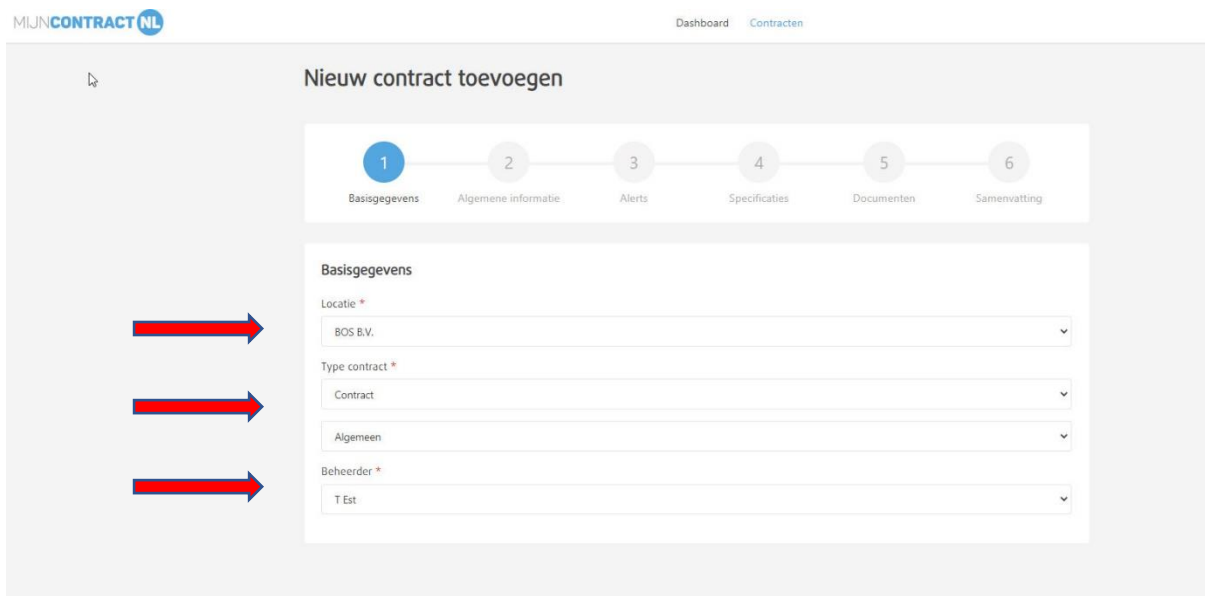 MIJNCONTRACT NL
Dashboard Contracten
Nieuw contract toevoegen
1 2 3 4 5 6
Basisgegevens Algemene informatie Alerts Specificaties Documenten Samenvatting
Basisgegevens
Locatie *
BOS B.V.
Type contract *
Contract
Algemeen
Beheerder *
T Est